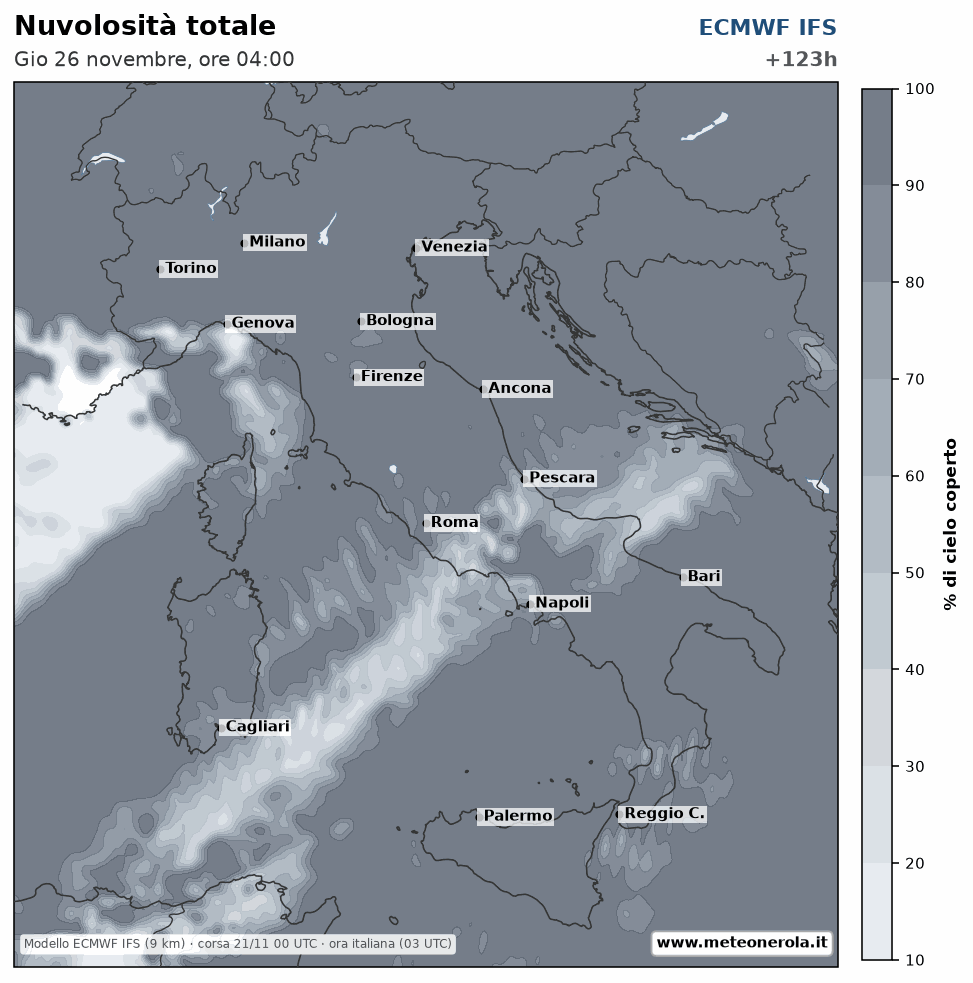 Nuvolosità totale
ECMWF IFS
Gio 26 novembre, ore 04:00
+123h
100
90
80
70
60
50
40
30
20
10
% di cielo coperto
Milano
Venezia
Torino
Genova
Bologna
Firenze
Ancona
Pescara
Roma
Bari
Napoli
Cagliari
Palermo
Reggio C.
Modello ECMWF IFS (9 km) · corsa 21/11 00 UTC · ora italiana (03 UTC)
www.meteonerola.it